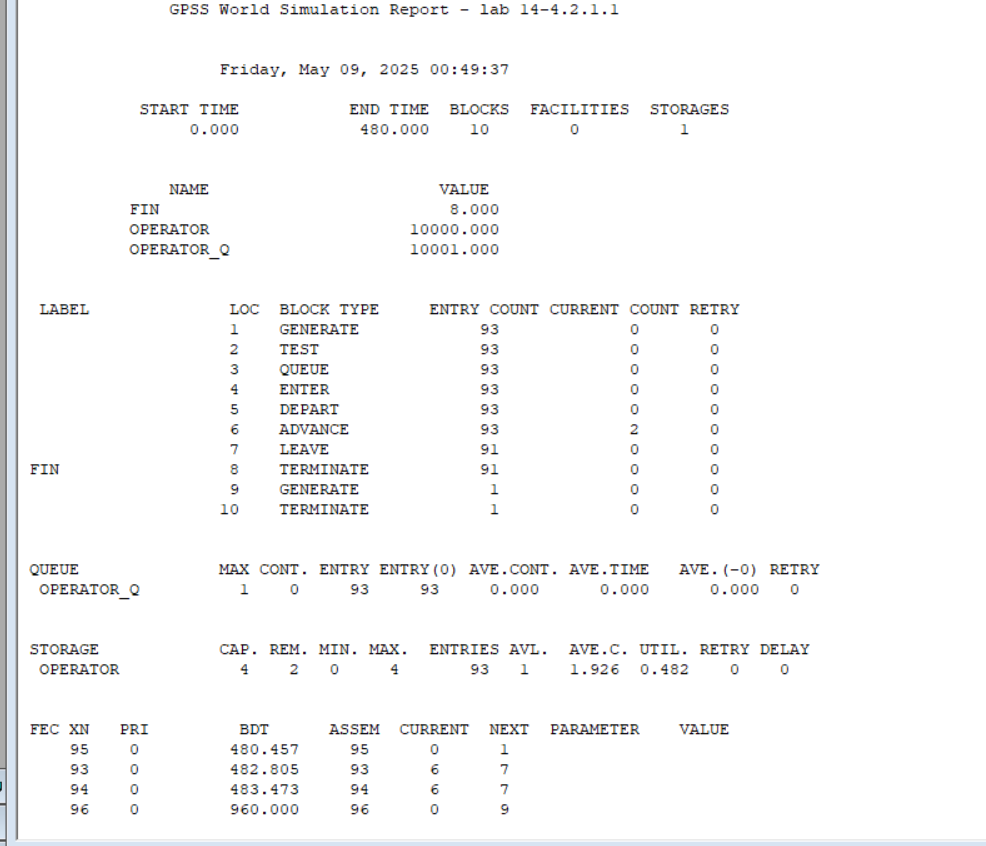 GPSS World Simulation Report - lab 14-4.2.1.1
Friday, May 09, 2025 00:49:37
START TIME END TIME BLOCKS FACILITIES STORAGES
0.000 480.000 10 0 1
NAME VALUE
FIN 8.000
OPERATOR 10000.000
OPERATOR_Q 10001.000
LABEL LOC BLOCK TYPE ENTRY COUNT CURRENT COUNT RETRY
1 GENERATE 93 0 0
2 TEST 93 0 0
3 QUEUE 93 0 0
4 ENTER 93 0 0
5 DEPART 93 0 0
6 ADVANCE 93 2 0
7 LEAVE 91 0 0
FIN 8 TERMINATE 91 0 0
9 GENERATE 1 0 0
10 TERMINATE 1 0 0
QUEUE MAX CONT. ENTRY ENTRY(0) AVE.CONT. AVE.TIME AVE.(-0) RETRY
OPERATOR_Q 1 0 93 93 0.000 0.000 0.000 0
STORAGE CAP. REM. MIN. MAX. ENTRIES AVL. AVE.C. UTIL. RETRY DELAY
OPERATOR 4 2 0 4 93 1 1.926 0.482 0 0
FEC XN PRI BDT ASSEM CURRENT NEXT PARAMETER VALUE
95 0 480.457 95 0 1
93 0 482.805 93 6 7
94 0 483.473 94 6 7
96 0 960.000 96 0 9